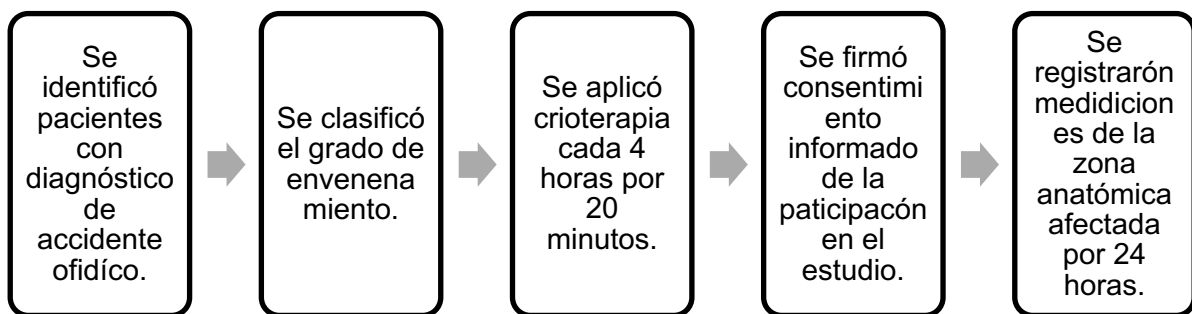 Se
identificó
pacientes
con
diagnóstico
de
accidente
ofidíco.
Se clasificó
el grado de
envenena
miento.
Se aplicó
crioterapia
cada 4
horas por
20
minutos.
Se firmó
consentimi
ento
informado
de la
paticipacón
en el
estudio.
Se
registrarón
medidicion
es de la
zona
anatómica
afectada
por 24
horas.